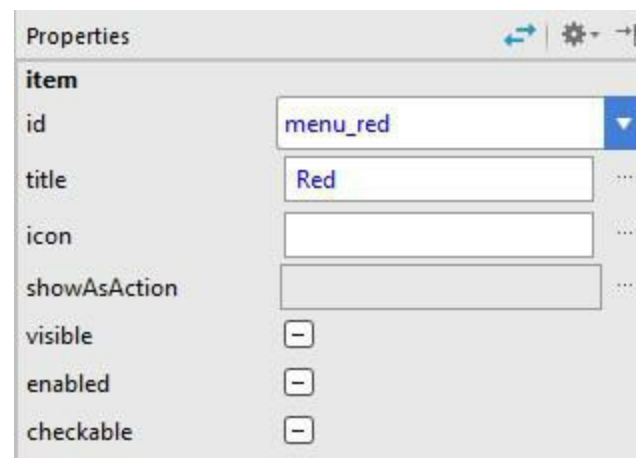 Properties
item
id menu_red
title Red
icon
showAsAction
visible
enabled
checkable